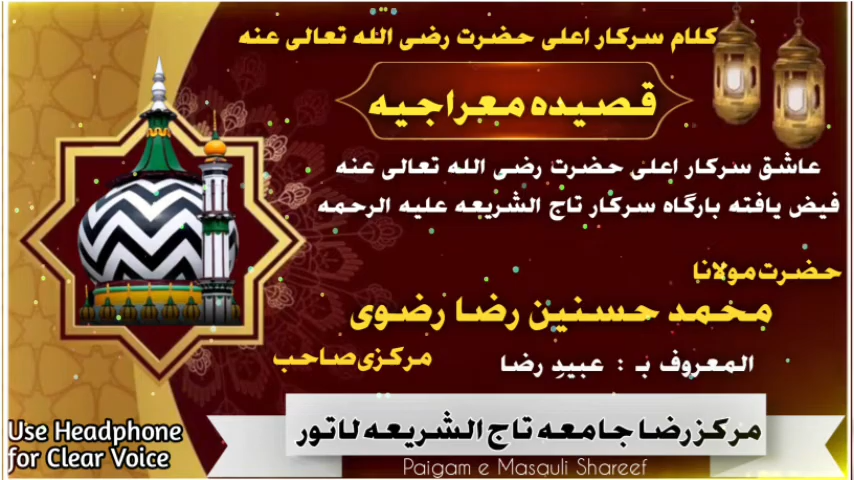 کلام سرکار اعلی حضرت رضی اللہ تعالی عنہ
قصیدہ معراجیہ
عاشق سرکار اعلی حضرت رضی اللہ تعالی عنہ
فیض یافتہ بارگاہ سرکار تاج الشریعہ علیہ الرحمہ
حضرت مولانا
محمد حسنین رضا رضوی
المعروف بہ : عبیدِ رضا
مرکزی صاحب
مرکز رضا جامعہ تاج الشریعہ لاتور
Use Headphone
for Clear Voice
Paigam e Masauli Shareef